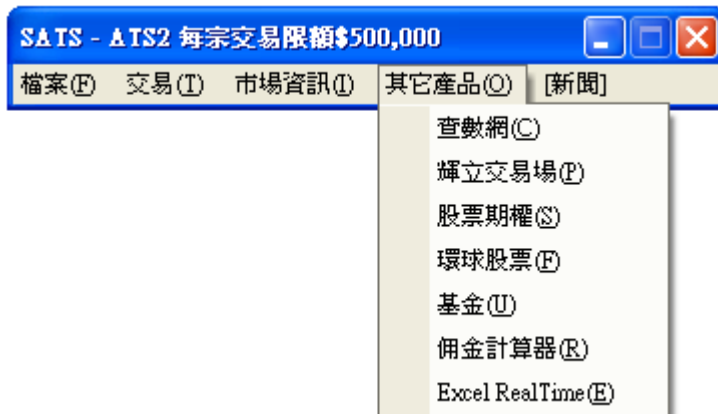 SATS - ATS2 每宗交易限額$500,000
檔案(F) 交易(T) 市場資訊(I) 其它產品(O) [新聞]
查數網(C)
輝立交易場(P)
股票期權(S)
環球股票(F)
基金(U)
佣金計算器(R)
Excel RealTime(E)